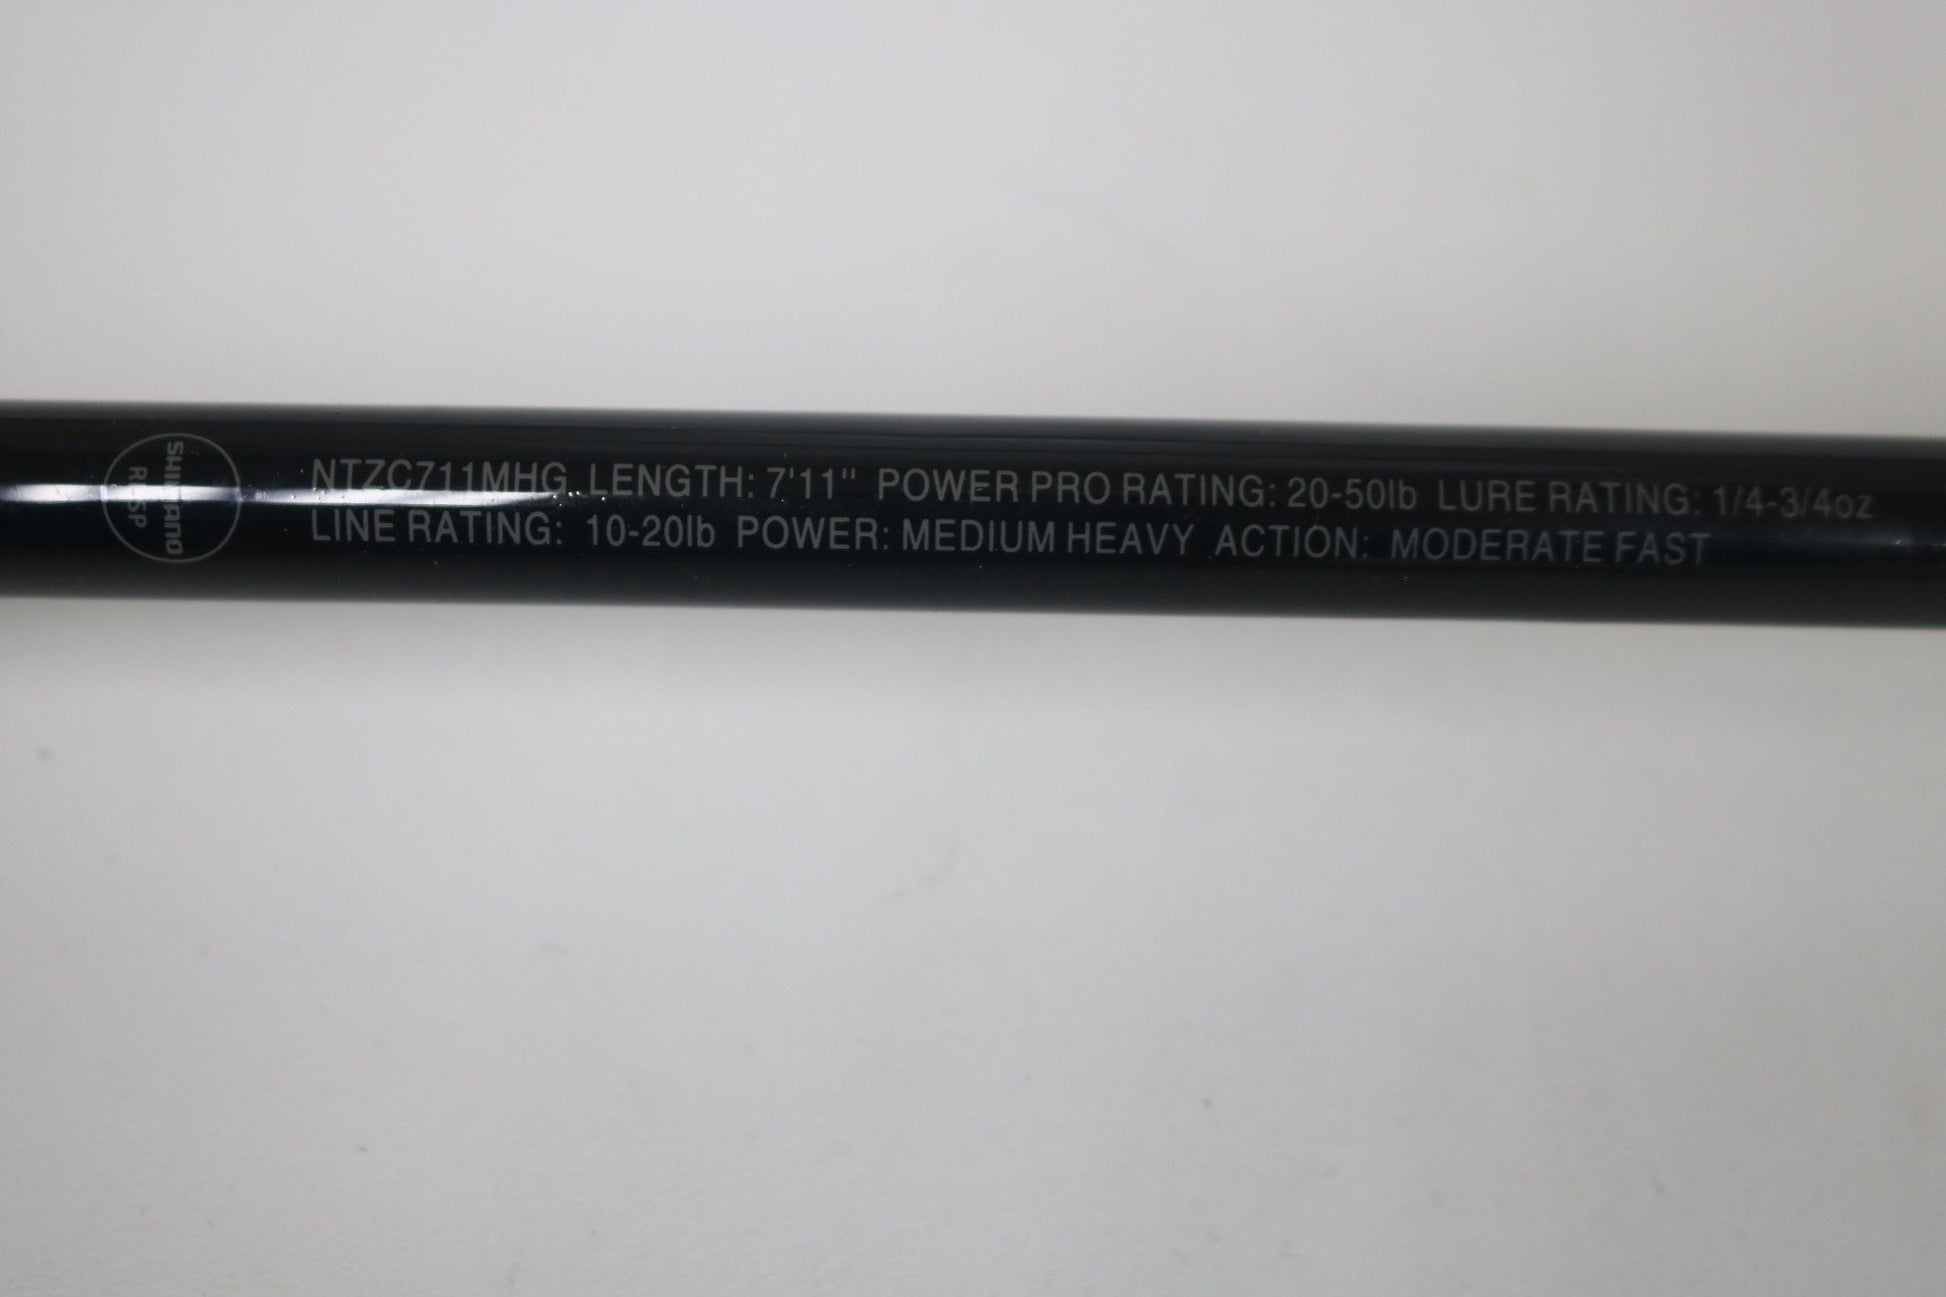 SHIMANO
NTZC711MHG LENGTH: 7'11" POWER PRO RATING: 20-50lb LURE RATING: 1/4-3/4oz
LINE RATING: 10-20lb POWER: MEDIUM HEAVY ACTION: MODERATE FAST